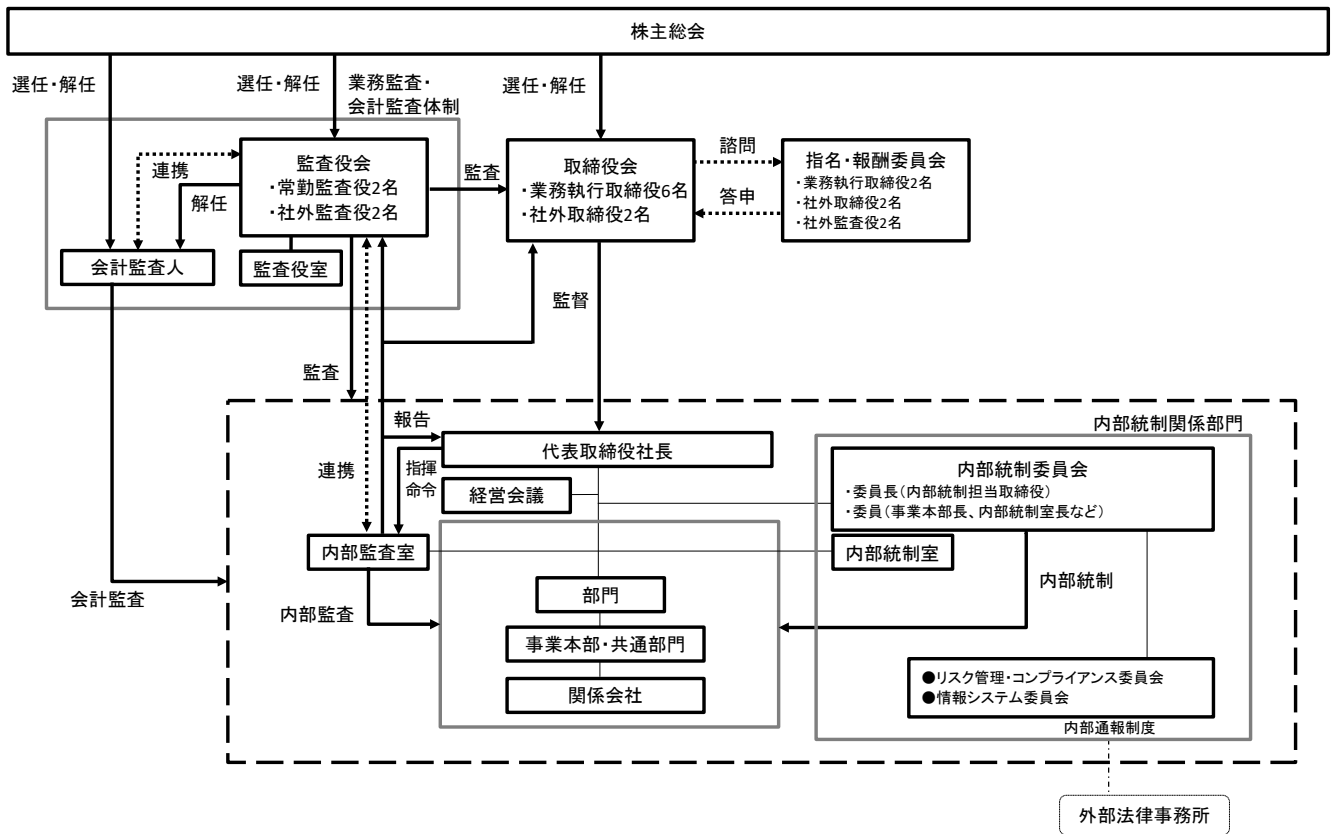 株主総会
選任・解任
選任・解任
業務監査・
会計監査体制
選任・解任
監査役会
・常勤監査役2名
・社外監査役2名
連携
解任
会計監査人
監査役室
監査
取締役会
・業務執行取締役6名
・社外取締役2名
諮問
答申
指名・報酬委員会
・業務執行取締役2名
・社外取締役2名
・社外監査役2名
監督
監査
報告
連携
指揮
命令
代表取締役社長
経営会議
内部統制関係部門
内部統制委員会
・委員長(内部統制担当取締役)
・委員(事業本部長、内部統制室長など)
内部監査室
内部統制室
会計監査
内部監査
内部統制
部門
事業本部・共通部門
関係会社
●リスク管理・コンプライアンス委員会
●情報システム委員会
内部通報制度
外部法律事務所